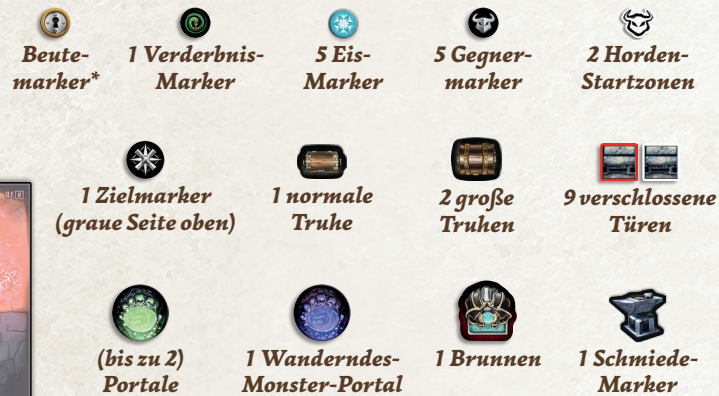 Beute-
marker*
1 Verderbnis-
Marker
5 Eis-
Marker
5 Gegner-
marker
2 Horden-
Startzonen
1 Zielmarker
(graue Seite oben)
1 normale
Truhe
2 große
Truhen
9 verschlossene
Türen
(bis zu 2)
Portale
1 Wanderndes-
Monster-Portal
1 Brunnen
1 Schmiede-
Marker